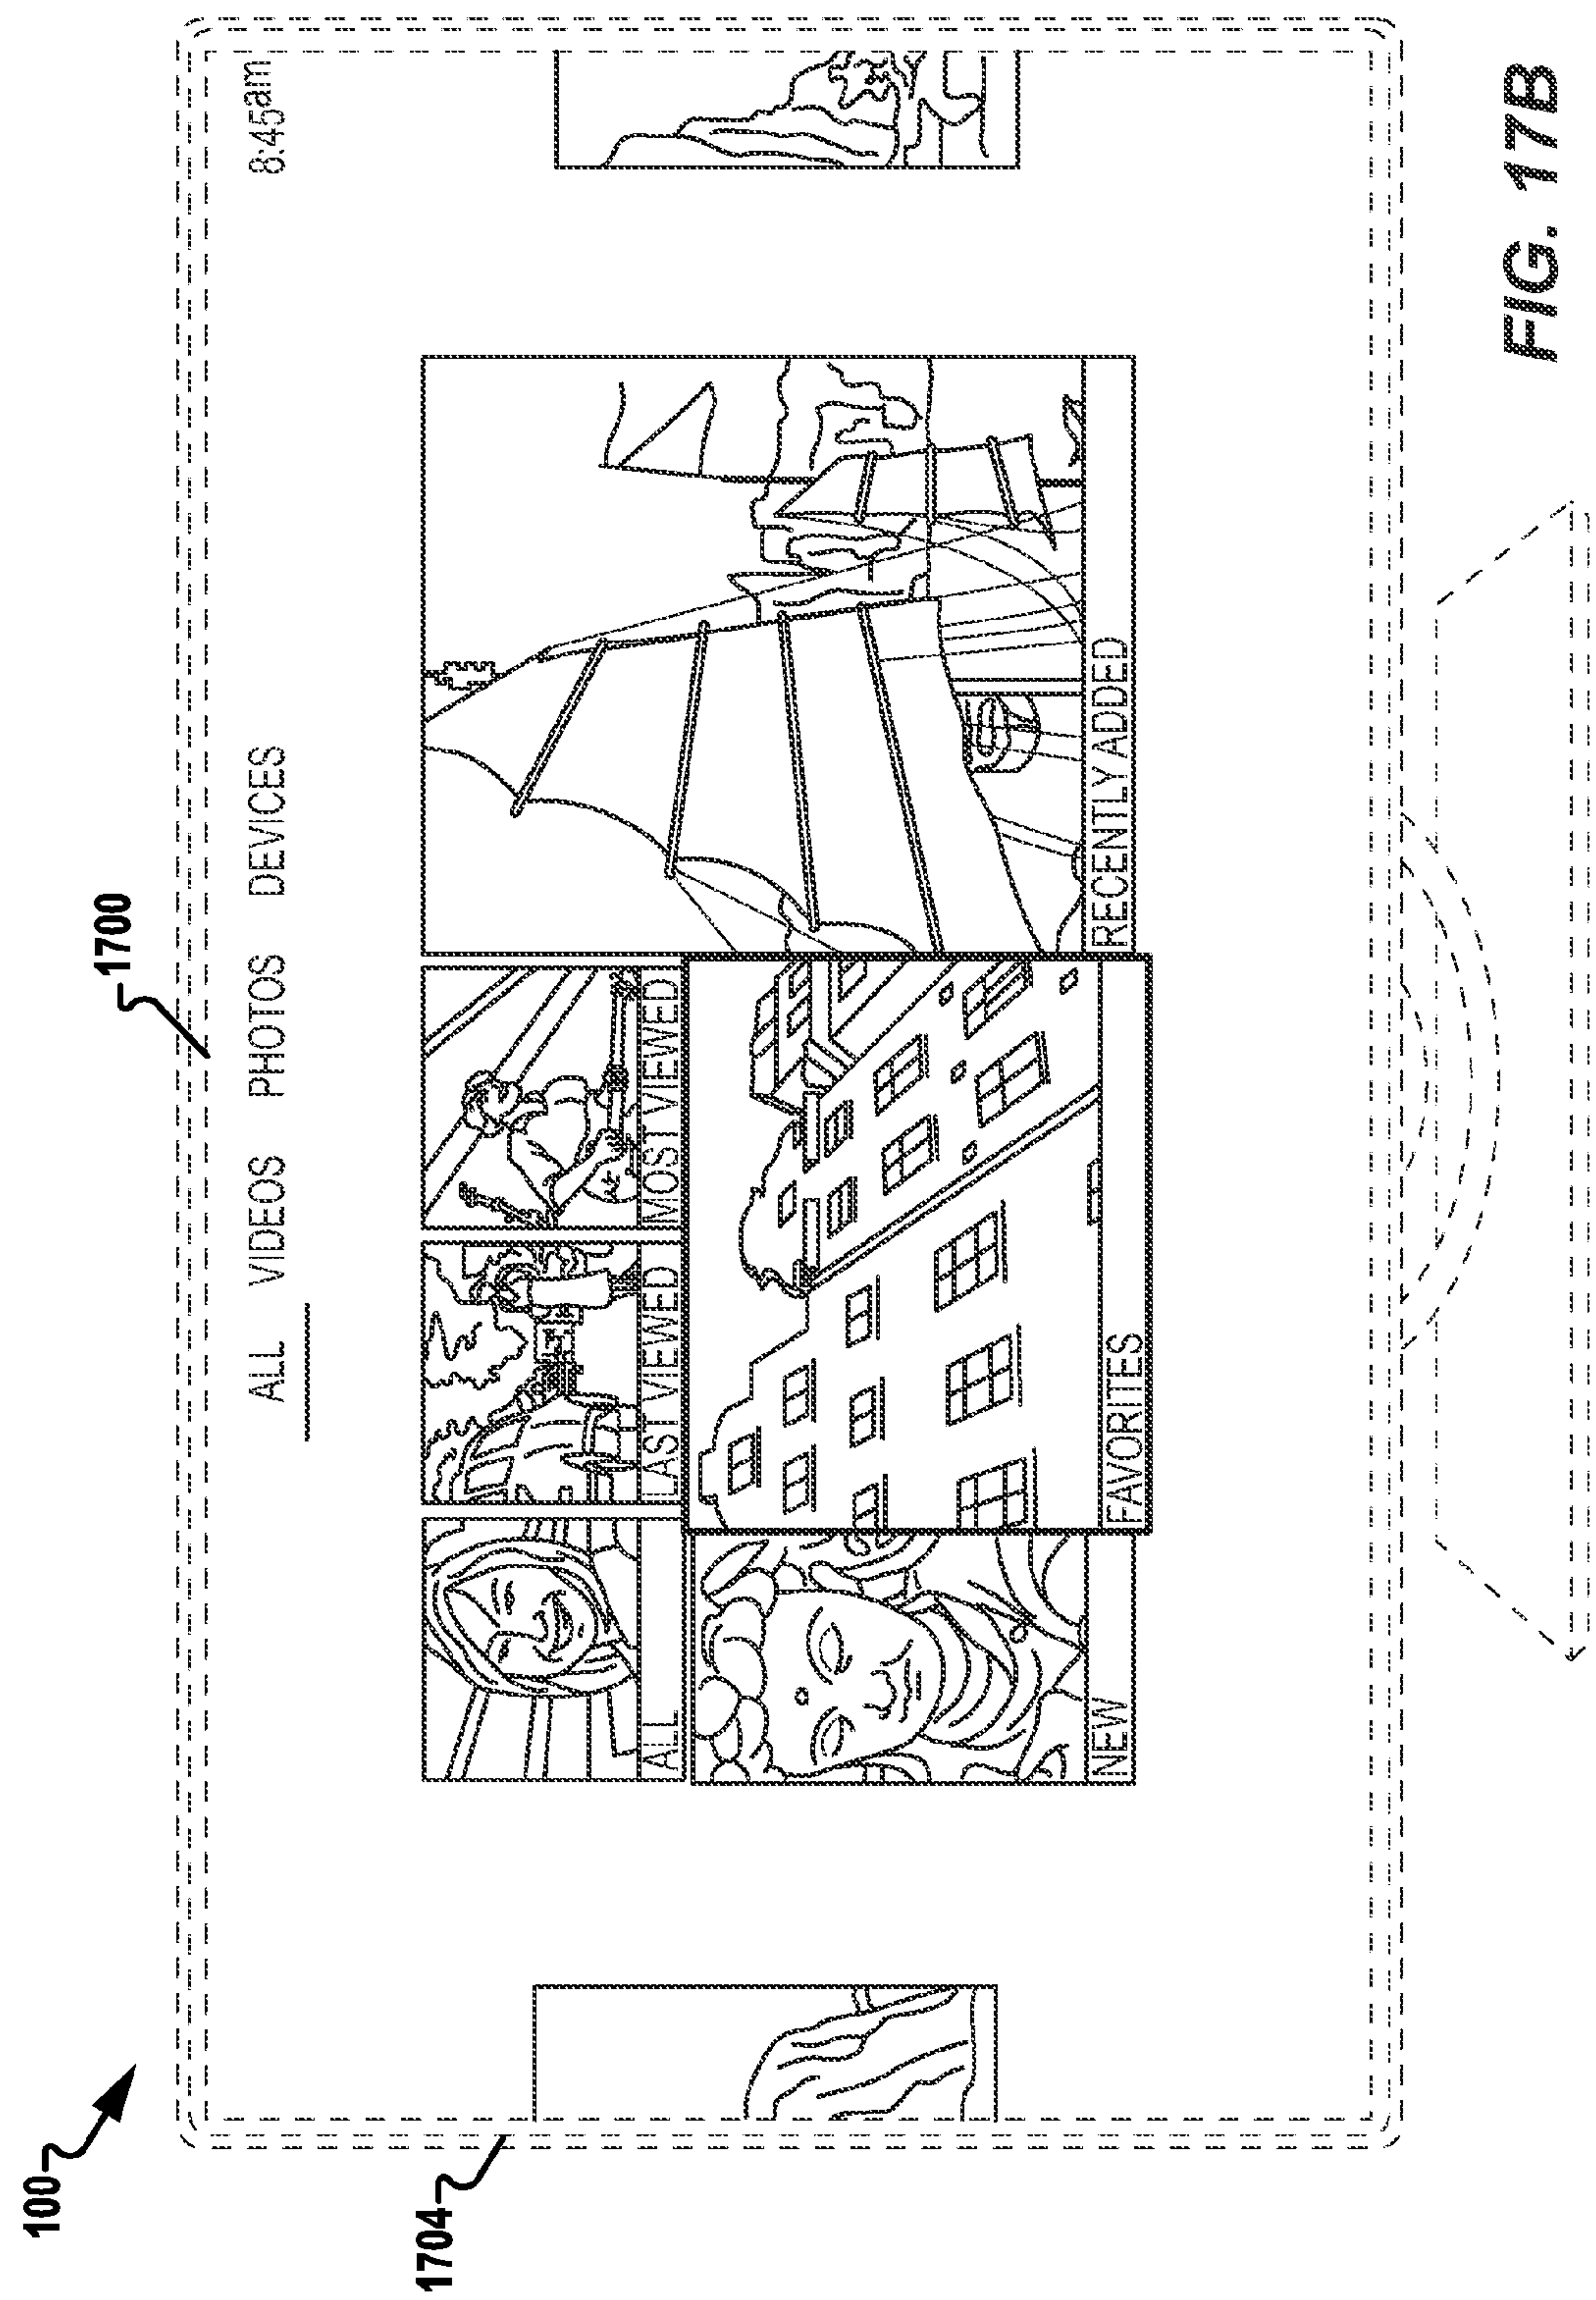 100
1700
1704
ALL VIDEOS PHOTOS DEVICES 8:45am
ALL LAST VIEWED MOST VIEWED
NEW FAVORITES RECENTLY ADDED
FIG. 17B